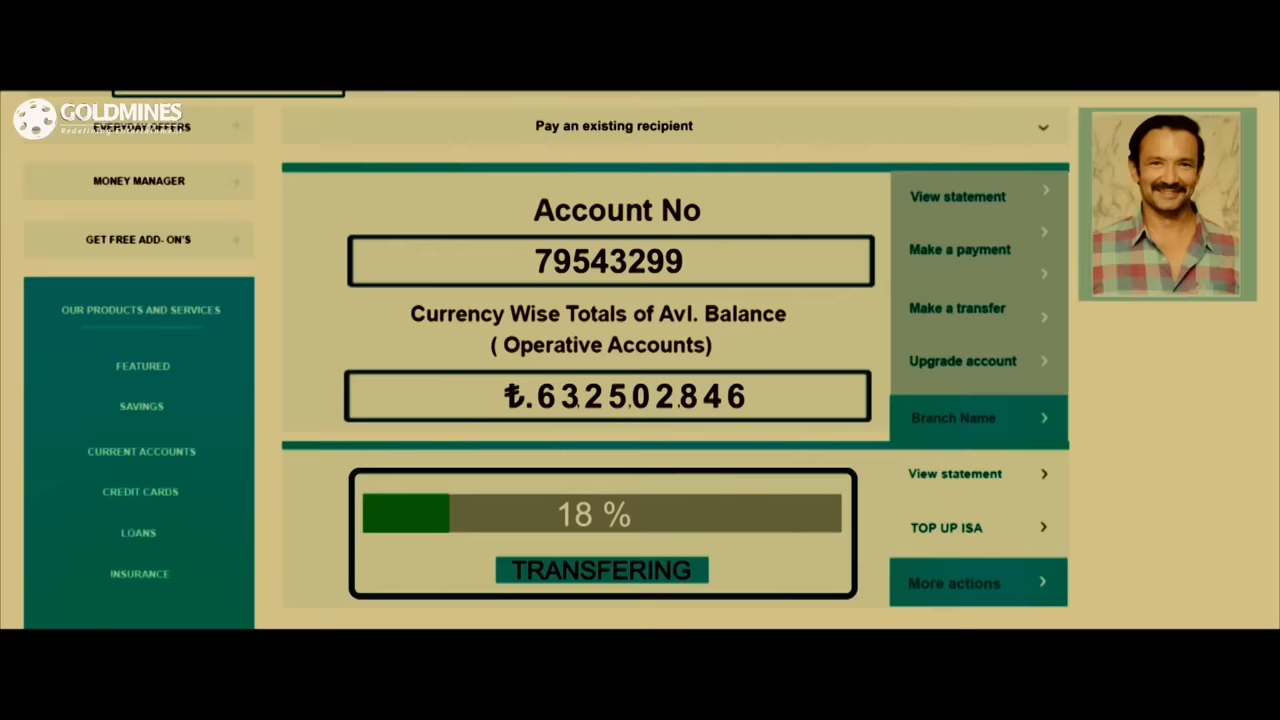 GOLDMINES
Redefining Entertainment
EVERYDAY OFFERS
MONEY MANAGER
GET FREE ADD- ON'S
OUR PRODUCTS AND SERVICES
FEATURED
SAVINGS
CURRENT ACCOUNTS
CREDIT CARDS
LOANS
INSURANCE
Pay an existing recipient
Account No
79543299
Currency Wise Totals of Avl. Balance
( Operative Accounts)
₺.632502846
18 %
TRANSFERING
View statement
Make a payment
Make a transfer
Upgrade account
Branch Name
View statement
TOP UP ISA
More actions